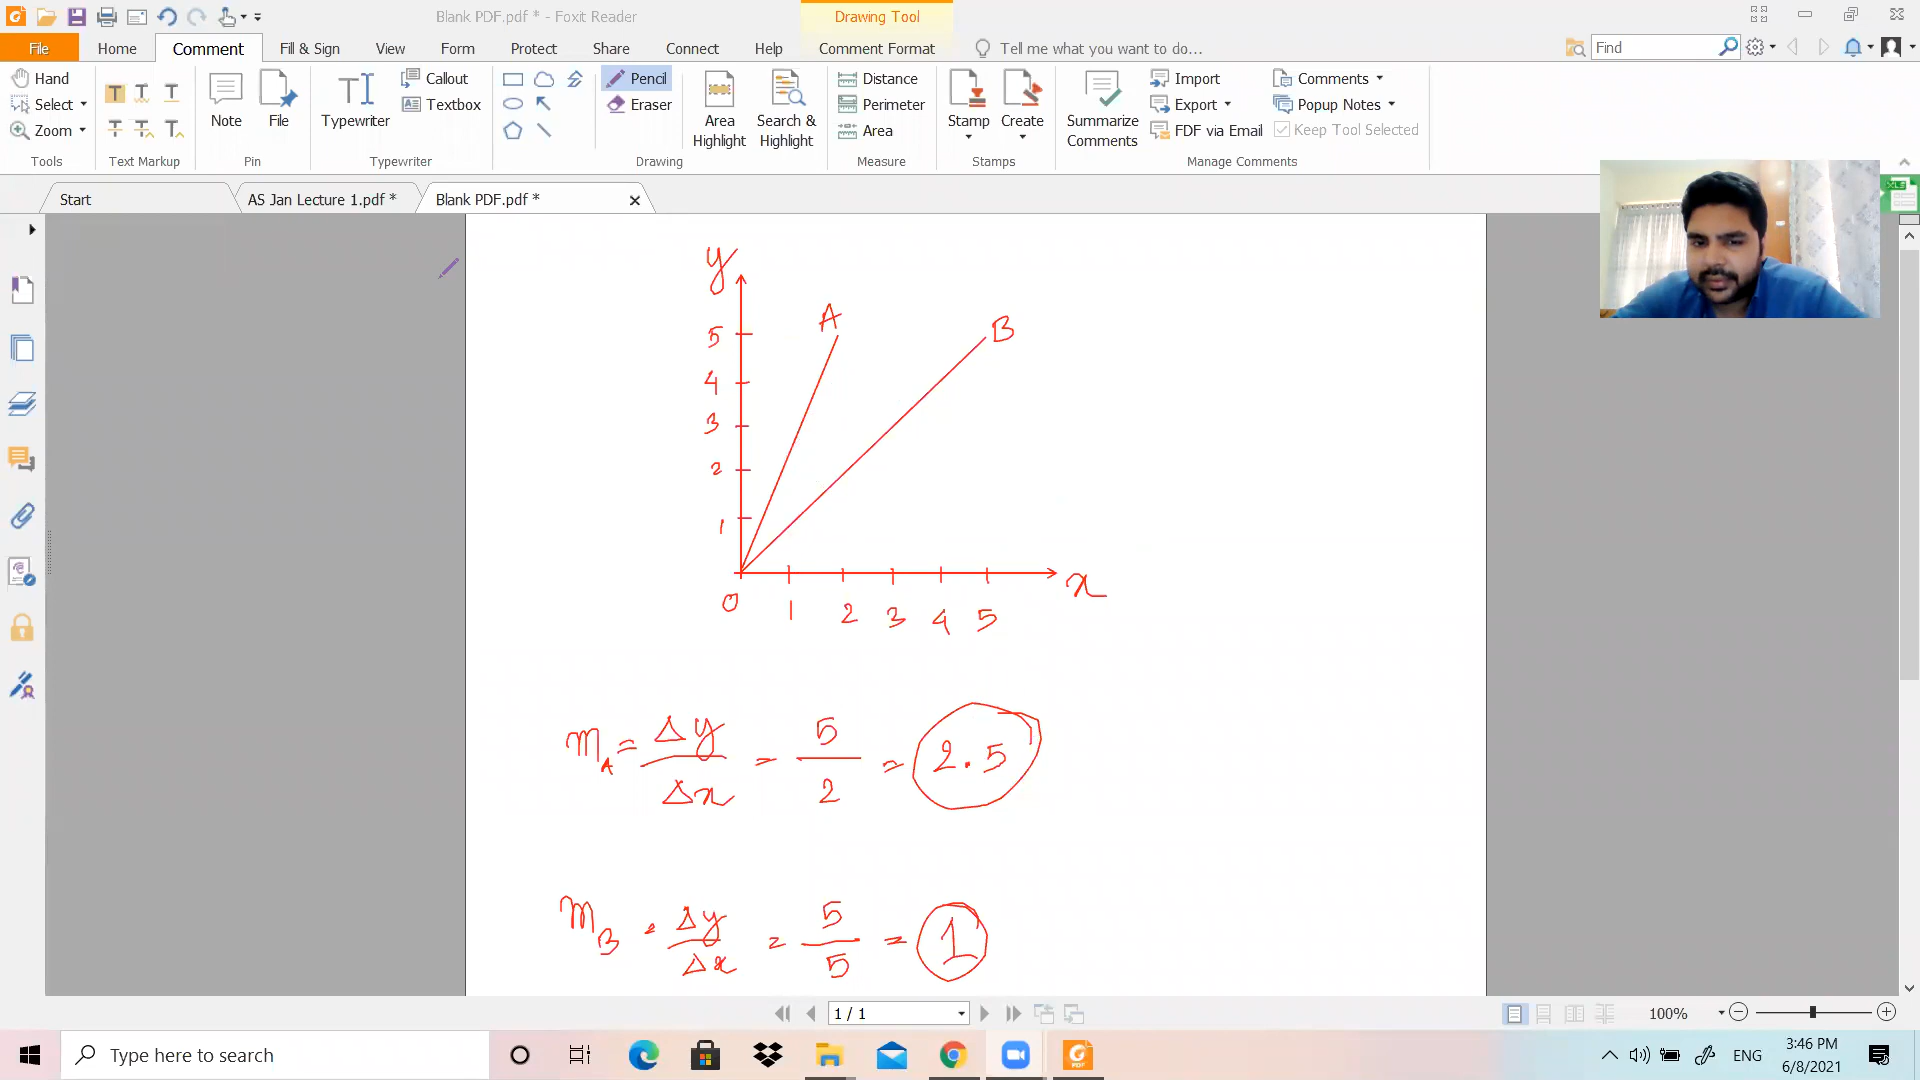 Blank PDF.pdf * - Foxit Reader
Drawing Tool
File Home Comment Fill & Sign View Form Protect Share Connect Help Comment Format Tell me what you want to do... Find
Hand
Select
Zoom
Tools
Text Markup
Note
File
Pin
Typewriter
Callout
Textbox
Typewriter
Pencil
Eraser
Area Highlight
Search & Highlight
Drawing
Distance
Perimeter
Area
Measure
Stamp
Create
Stamps
Summarize Comments
Import
Export
FDF via Email
Comments
Popup Notes
Keep Tool Selected
Manage Comments
XLS
Start
AS Jan Lecture 1.pdf *
Blank PDF.pdf *
y
A
B
5
4
3
2
1
0 1 2 3 4 5
x
m_A = Δy/Δx = 5/2 = 2.5
m_B = Δy/Δx = 5/5 = 1
1 / 1
100%
Type here to search
ENG
3:46 PM
6/8/2021